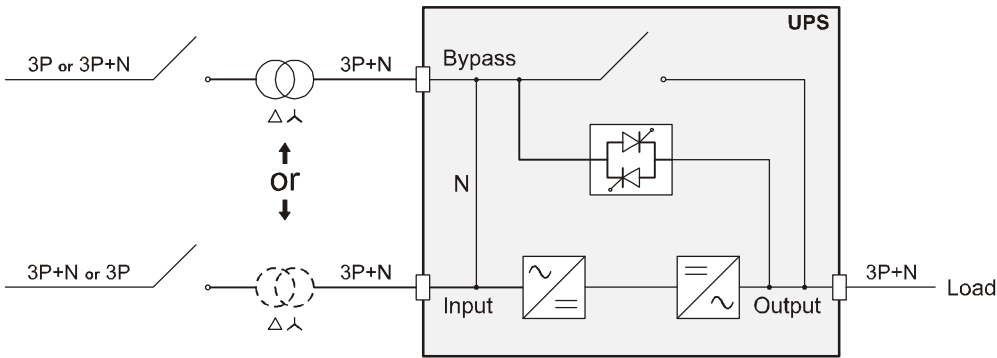 UPS
3P or 3P+N
3P+N
Bypass
or
N
3P+N or 3P
3P+N
Input
Output
3P+N
Load